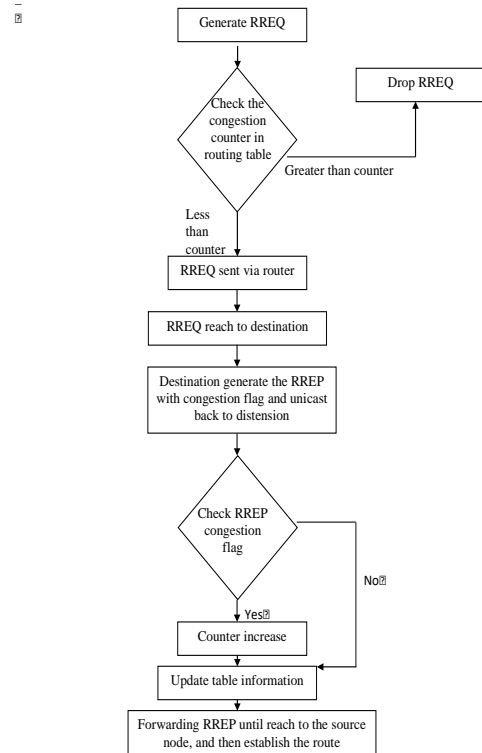 Generate RREQ
Drop RREQ
Check the
congestion
counter in
routing table
Greater than counter
Less
than
counter
RREQ sent via router
RREQ reach to destination
Destination generate the RREP
with congestion flag and unicast
back to distension
Check RREP
congestion
flag
No
Yes
Counter increase
Update table information
Forwarding RREP until reach to the source
node, and then establish the route